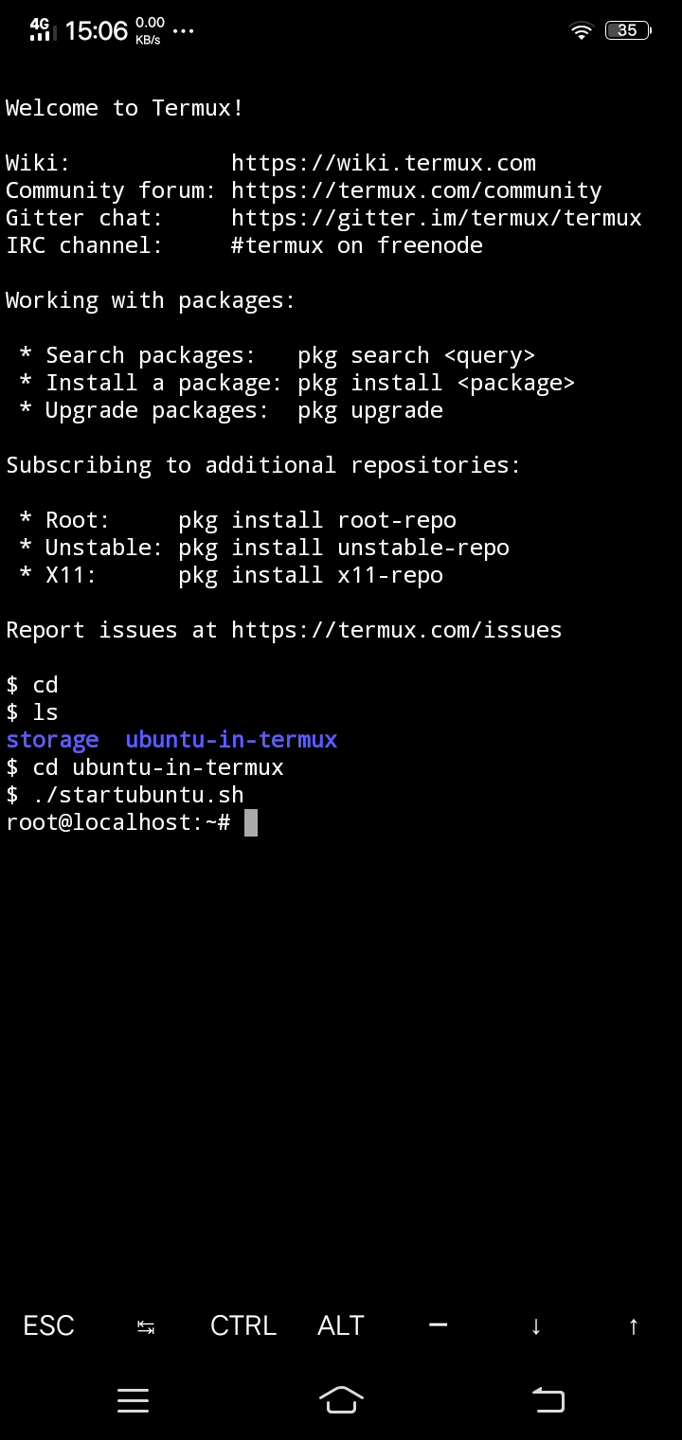 4G 15:06 0.00 KB/s ... 35
Welcome to Termux!
Wiki: https://wiki.termux.com
Community forum: https://termux.com/community
Gitter chat: https://gitter.im/termux/termux
IRC channel: #termux on freenode
Working with packages:
* Search packages: pkg search <query>
* Install a package: pkg install <package>
* Upgrade packages: pkg upgrade
Subscribing to additional repositories:
* Root: pkg install root-repo
* Unstable: pkg install unstable-repo
* X11: pkg install x11-repo
Report issues at https://termux.com/issues
$ cd
$ ls
storage ubuntu-in-termux
$ cd ubuntu-in-termux
$ ./startubuntu.sh
root@localhost:~#
ESC ↹ CTRL ALT — ↓ ↑